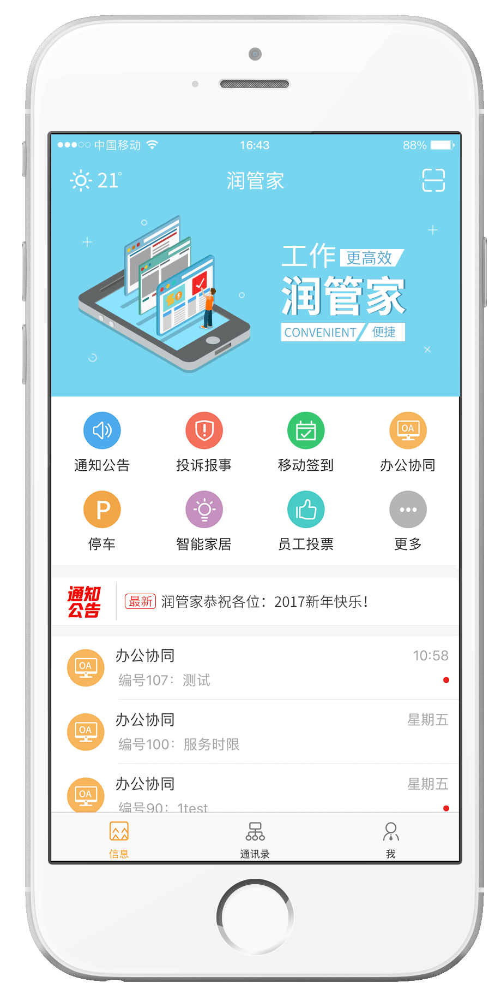 中国移动 16:43 88%
21° 润管家
工作 更高效
润管家
CONVENIENT 便捷
通知公告 投诉报事 移动签到 办公协同
OA
P
停车 智能家居 员工投票 更多
通知
公告
最新 润管家恭祝各位：2017新年快乐！
办公协同 10:58
OA
编号107：测试
办公协同 星期五
OA
编号100：服务时限
办公协同 星期五
OA
编号90：1test
信息 通讯录 我